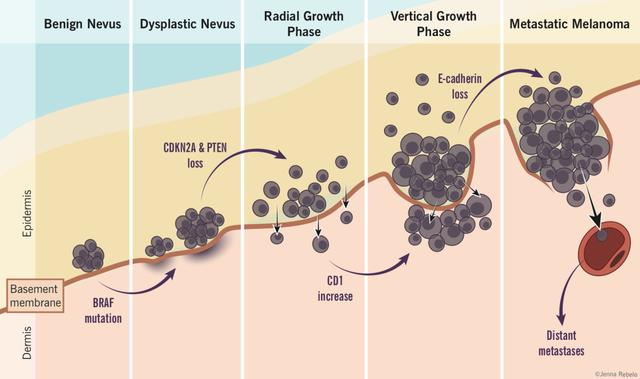 Benign Nevus
Dysplastic Nevus
Radial Growth
Phase
Vertical Growth
Phase
Metastatic Melanoma
E-cadherin
loss
CDKN2A & PTEN
loss
Epidermis
Basement
membrane
BRAF
mutation
CD1
increase
Dermis
Distant
metastases
©Jenna Rebelo